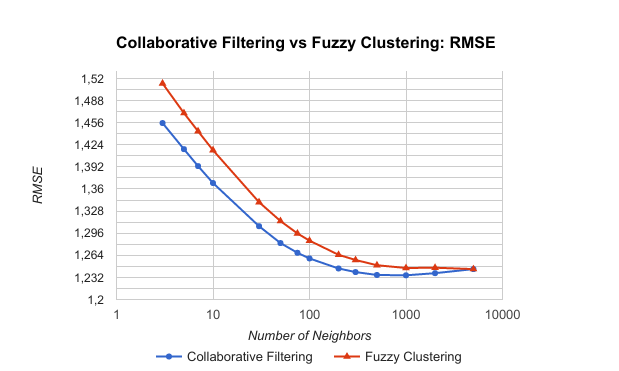 Collaborative Filtering vs Fuzzy Clustering: RMSE
1,52
1,488
1,456
1,424
1,392
1,36
1,328
1,296
1,264
1,232
1,2
RMSE
1 10 100 1000 10000
Number of Neighbors
Collaborative Filtering Fuzzy Clustering